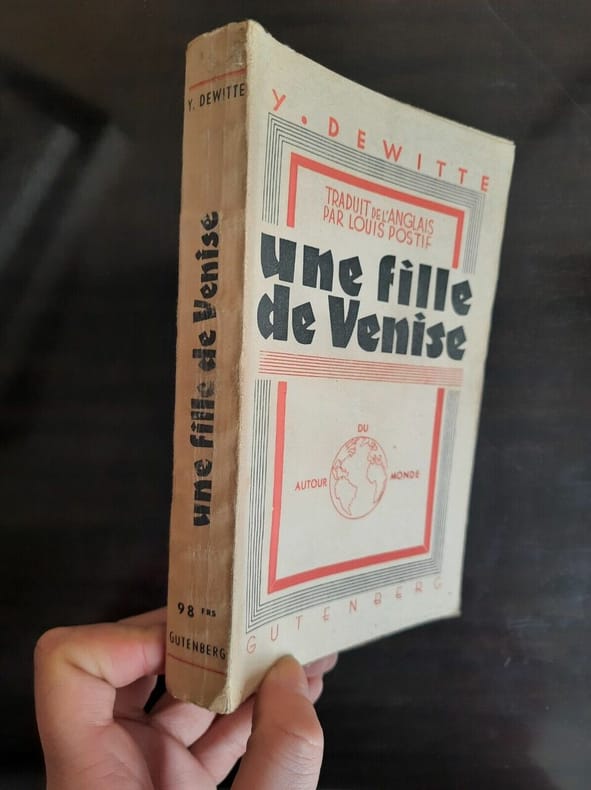 Y. DEWITTE
une fille de Venise
98 FRS
GUTENBERG
Y. DEWITTE
TRADUIT DE L'ANGLAIS
PAR LOUIS POSTIF
une fille
de Venise
DU
AUTOUR MONDE
GUTENBERG